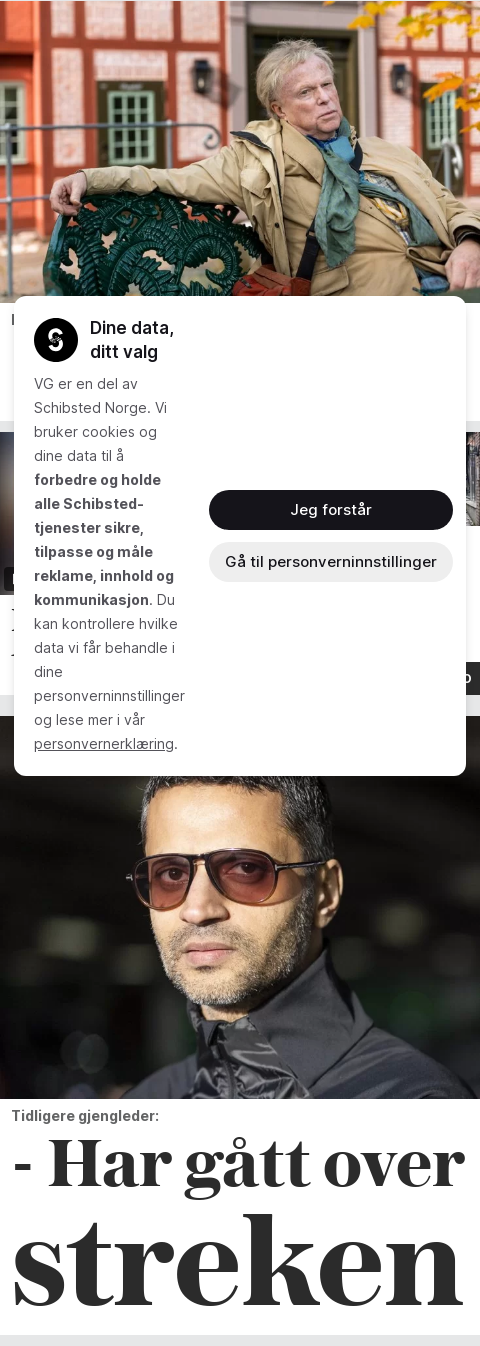 Dine data,
ditt valg
VG er en del av
Schibsted Norge. Vi
bruker cookies og
dine data til å
forbedre og holde
alle Schibsted-
tjenester sikre,
tilpasse og måle
reklame, innhold og
kommunikasjon. Du
kan kontrollere hvilke
data vi får behandle i
dine
personverninnstillinger
og lese mer i vår
personvernerklæring.
Jeg forstår
Gå til personverninnstillinger
Tidligere gjengleder:
- Har gått over
streken